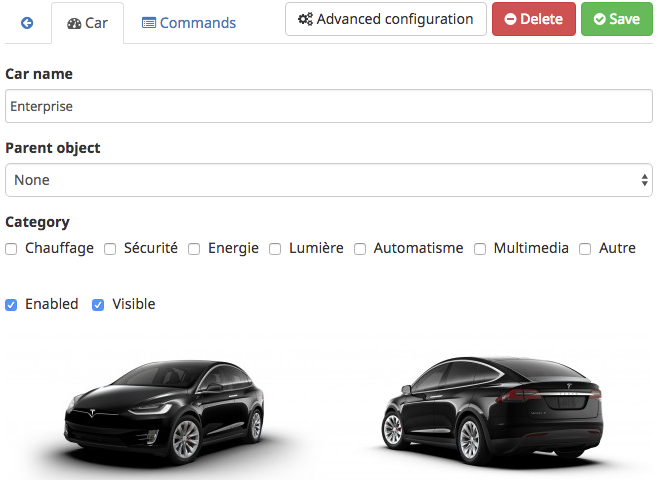 Car Commands Advanced configuration Delete Save
Car name
Enterprise
Parent object
None
Category
Chauffage Sécurité Energie Lumière Automatisme Multimedia Autre
Enabled Visible